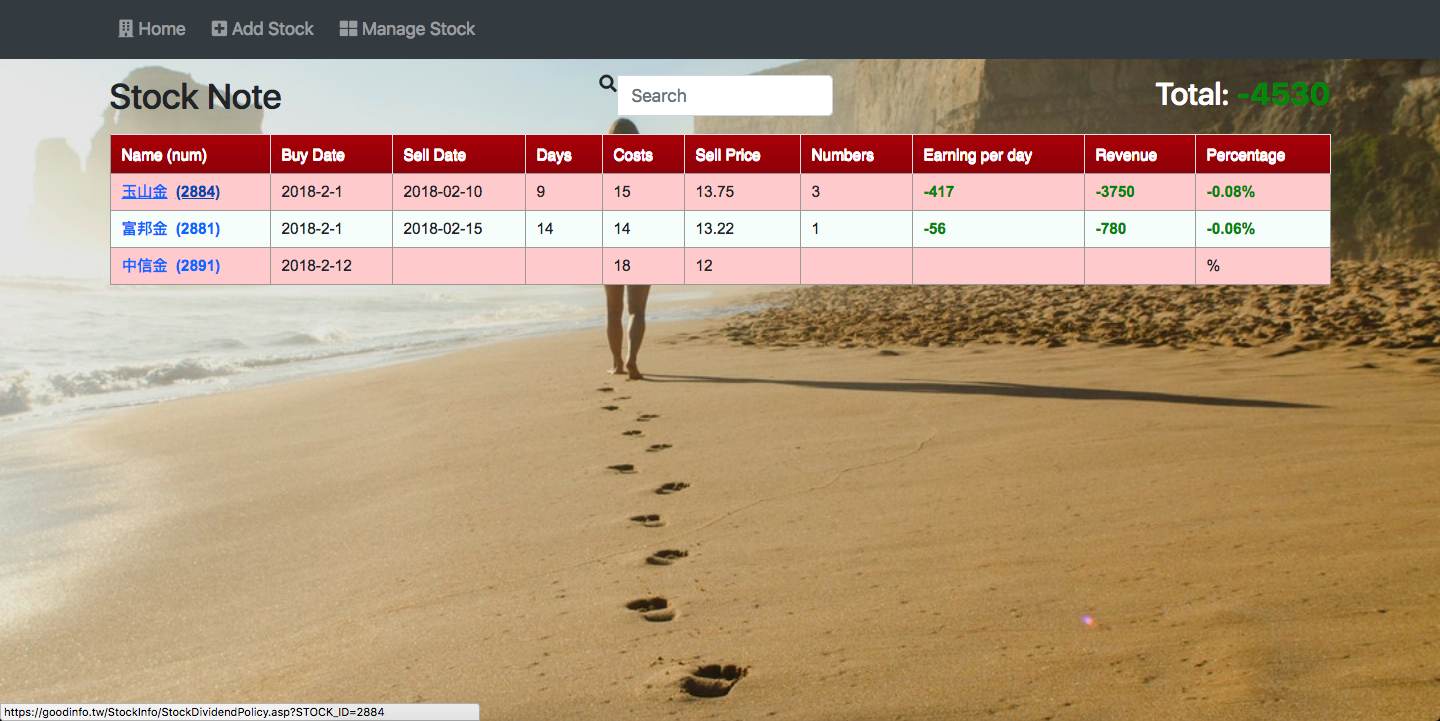 Home Add Stock Manage Stock
Stock Note Search Total: -4530
Name (num) Buy Date Sell Date Days Costs Sell Price Numbers Earning per day Revenue Percentage
玉山金 (2884) 2018-2-1 2018-02-10 9 15 13.75 3 -417 -3750 -0.08%
富邦金 (2881) 2018-2-1 2018-02-15 14 14 13.22 1 -56 -780 -0.06%
中信金 (2891) 2018-2-12 18 12 %
https://goodinfo.tw/StockInfo/StockDividendPolicy.asp?STOCK_ID=2884